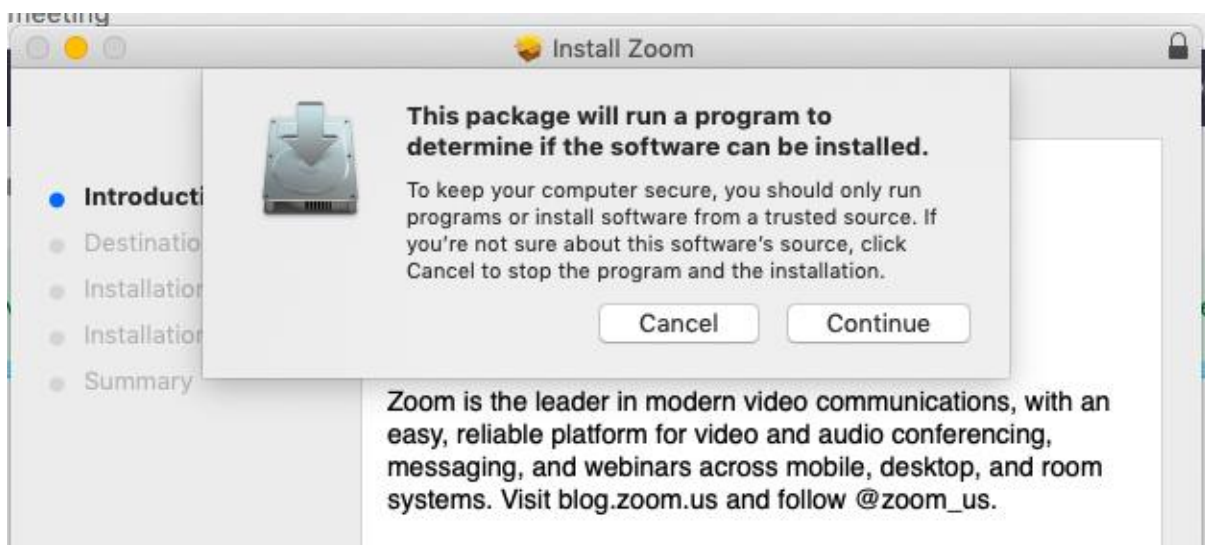 meeting
Install Zoom
This package will run a program to
determine if the software can be installed.
To keep your computer secure, you should only run
programs or install software from a trusted source. If
you're not sure about this software's source, click
Cancel to stop the program and the installation.
Cancel
Continue
Introducti
Destinatio
Installation
Installation
Summary
Zoom is the leader in modern video communications, with an
easy, reliable platform for video and audio conferencing,
messaging, and webinars across mobile, desktop, and room
systems. Visit blog.zoom.us and follow @zoom_us.